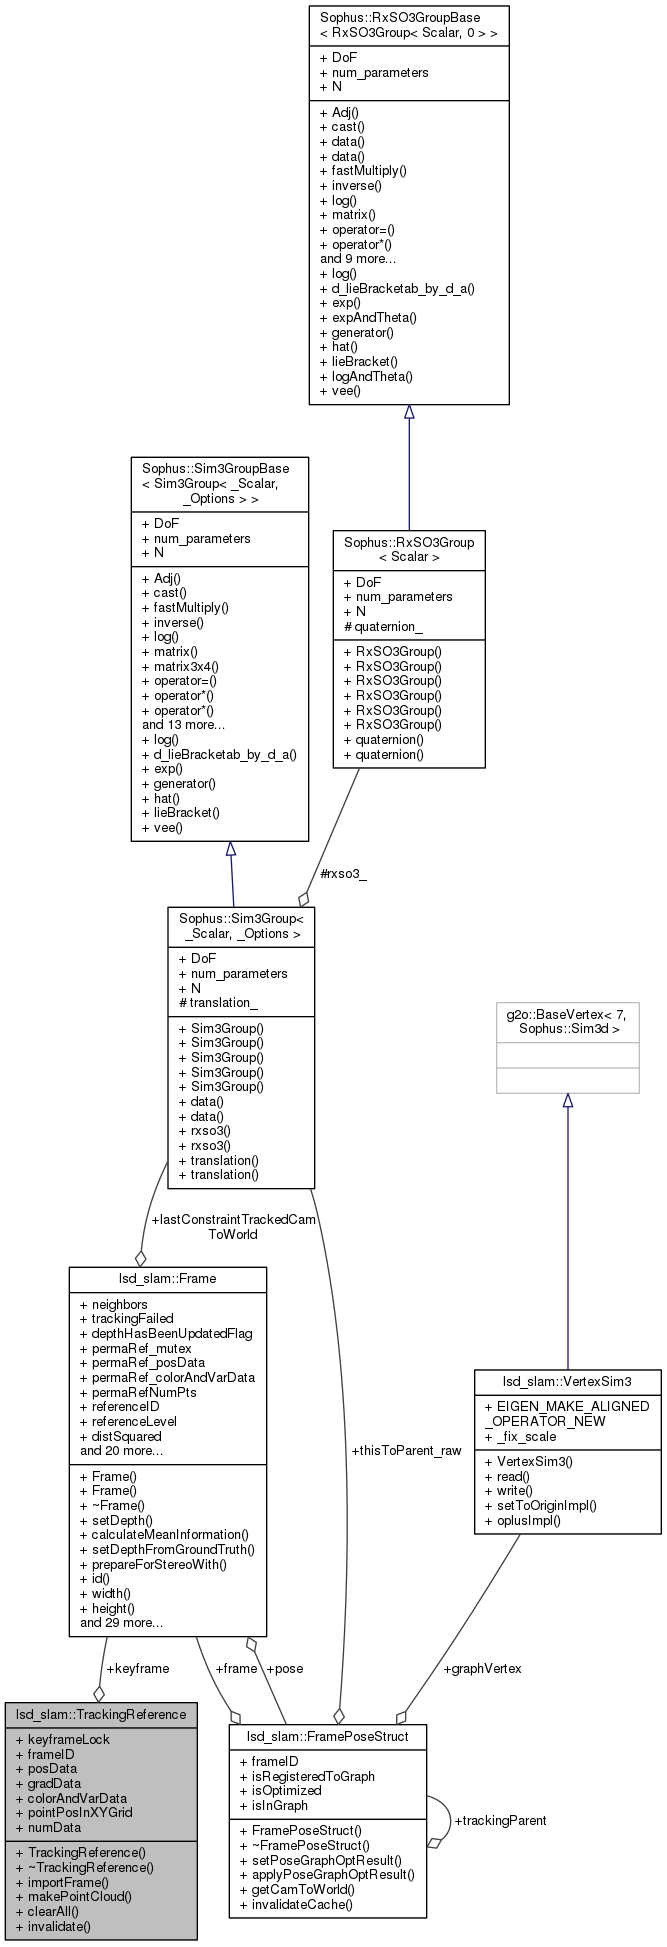 Sophus::RxSO3GroupBase
< RxSO3Group< Scalar, 0 > >
+ DoF
+ num_parameters
+ N
+ Adj()
+ cast()
+ data()
+ data()
+ fastMultiply()
+ inverse()
+ log()
+ matrix()
+ operator=()
+ operator*()
and 9 more...
+ log()
+ d_lieBracketab_by_d_a()
+ exp()
+ expAndTheta()
+ generator()
+ hat()
+ lieBracket()
+ logAndTheta()
+ vee()
Sophus::Sim3GroupBase
< Sim3Group< _Scalar,
_Options > >
+ DoF
+ num_parameters
+ N
+ Adj()
+ cast()
+ fastMultiply()
+ inverse()
+ log()
+ matrix()
+ matrix3x4()
+ operator=()
+ operator*()
+ operator*()
and 13 more...
+ log()
+ d_lieBracketab_by_d_a()
+ exp()
+ generator()
+ hat()
+ lieBracket()
+ vee()
Sophus::RxSO3Group
< Scalar >
+ DoF
+ num_parameters
+ N
# quaternion_
+ RxSO3Group()
+ RxSO3Group()
+ RxSO3Group()
+ RxSO3Group()
+ RxSO3Group()
+ RxSO3Group()
+ quaternion()
+ quaternion()
#rxso3_
Sophus::Sim3Group<
_Scalar, _Options >
+ DoF
+ num_parameters
+ N
# translation_
+ Sim3Group()
+ Sim3Group()
+ Sim3Group()
+ Sim3Group()
+ Sim3Group()
+ data()
+ data()
+ rxso3()
+ rxso3()
+ translation()
+ translation()
g2o::BaseVertex< 7,
Sophus::Sim3d >
+lastConstraintTrackedCam
ToWorld
lsd_slam::Frame
+ neighbors
+ trackingFailed
+ depthHasBeenUpdatedFlag
+ permaRef_mutex
+ permaRef_posData
+ permaRef_colorAndVarData
+ permaRefNumPts
+ referenceID
+ referenceLevel
+ distSquared
and 20 more...
+ Frame()
+ Frame()
+ ~Frame()
+ setDepth()
+ calculateMeanInformation()
+ setDepthFromGroundTruth()
+ prepareForStereoWith()
+ id()
+ width()
+ height()
and 29 more...
+thisToParent_raw
lsd_slam::VertexSim3
+ EIGEN_MAKE_ALIGNED
_OPERATOR_NEW
+ _fix_scale
+ VertexSim3()
+ read()
+ write()
+ setToOriginImpl()
+ oplusImpl()
+keyframe
+frame
+pose
+graphVertex
lsd_slam::TrackingReference
+ keyframeLock
+ frameID
+ posData
+ gradData
+ colorAndVarData
+ pointPosInXYGrid
+ numData
+ TrackingReference()
+ ~TrackingReference()
+ importFrame()
+ makePointCloud()
+ clearAll()
+ invalidate()
lsd_slam::FramePoseStruct
+ frameID
+ isRegisteredToGraph
+ isOptimized
+ isInGraph
+ FramePoseStruct()
+ ~FramePoseStruct()
+ setPoseGraphOptResult()
+ applyPoseGraphOptResult()
+ getCamToWorld()
+ invalidateCache()
+trackingParent